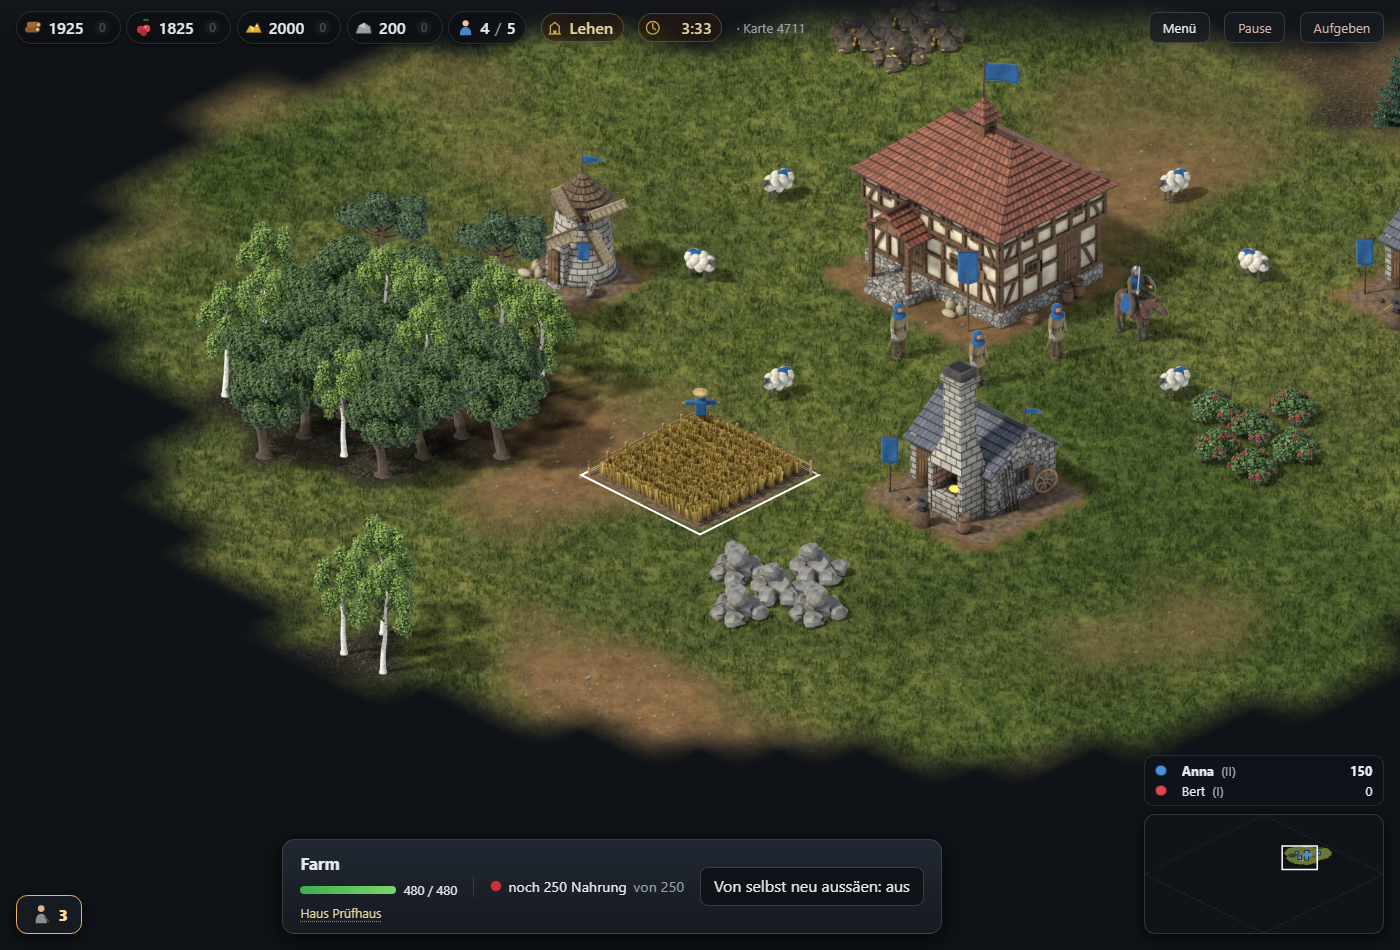 1925 0
1825 0
2000 0
200 0
4 / 5
Lehen
3:33
· Karte 4711
Menü
Pause
Aufgeben
Anna (II) 150
Bert (I) 0
Farm
480 / 480
noch 250 Nahrung von 250
Von selbst neu aussäen: aus
Haus Prüfhaus
3